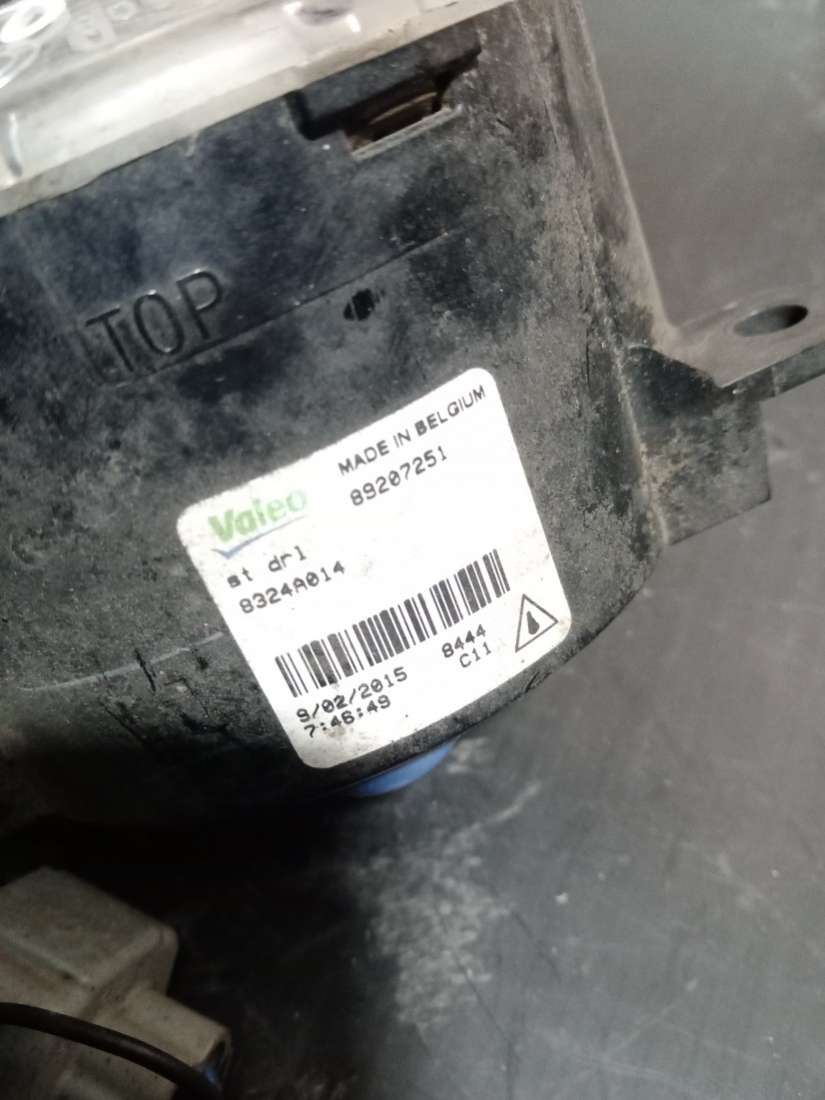 TOP
MADE IN BELGIUM
89207251
Valeo
st drl
8324A014
8444
C11
9/02/2015
7:46:49